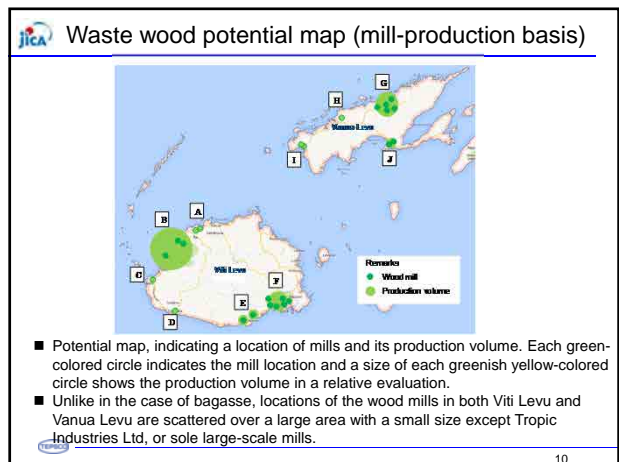 jICA Waste wood potential map (mill-production basis)
G
H
Vanua Levu
I
J
A
B
Viti Levu
C
F
E
D
Remarks
Wood mill
Production volume
■ Potential map, indicating a location of mills and its production volume. Each green-
colored circle indicates the mill location and a size of each greenish yellow-colored
circle shows the production volume in a relative evaluation.
■ Unlike in the case of bagasse, locations of the wood mills in both Viti Levu and
Vanua Levu are scattered over a large area with a small size except Tropic
Industries Ltd, or sole large-scale mills.
TEPSCO
10